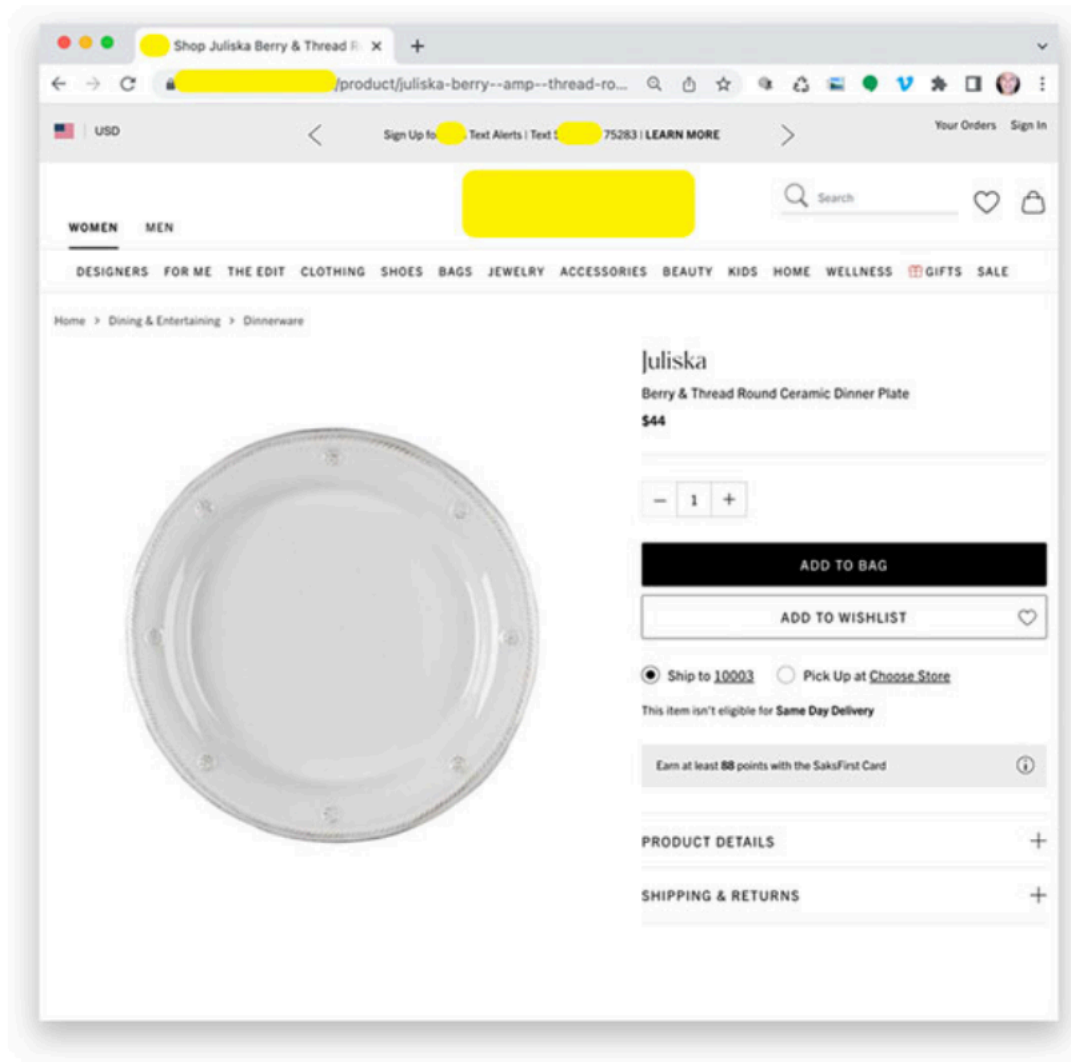 Shop Juliska Berry & Thread R
/product/juliska-berry--amp--thread-ro...
USD
Sign Up fo Text Alerts | Text 75283 | LEARN MORE
Your Orders Sign In
Search
WOMEN MEN
DESIGNERS FOR ME THE EDIT CLOTHING SHOES BAGS JEWELRY ACCESSORIES BEAUTY KIDS HOME WELLNESS GIFTS SALE
Home > Dining & Entertaining > Dinnerware
Juliska
Berry & Thread Round Ceramic Dinner Plate
$44
− 1 +
ADD TO BAG
ADD TO WISHLIST
Ship to 10003 Pick Up at Choose Store
This item isn't eligible for Same Day Delivery
Earn at least 88 points with the SaksFirst Card
PRODUCT DETAILS +
SHIPPING & RETURNS +